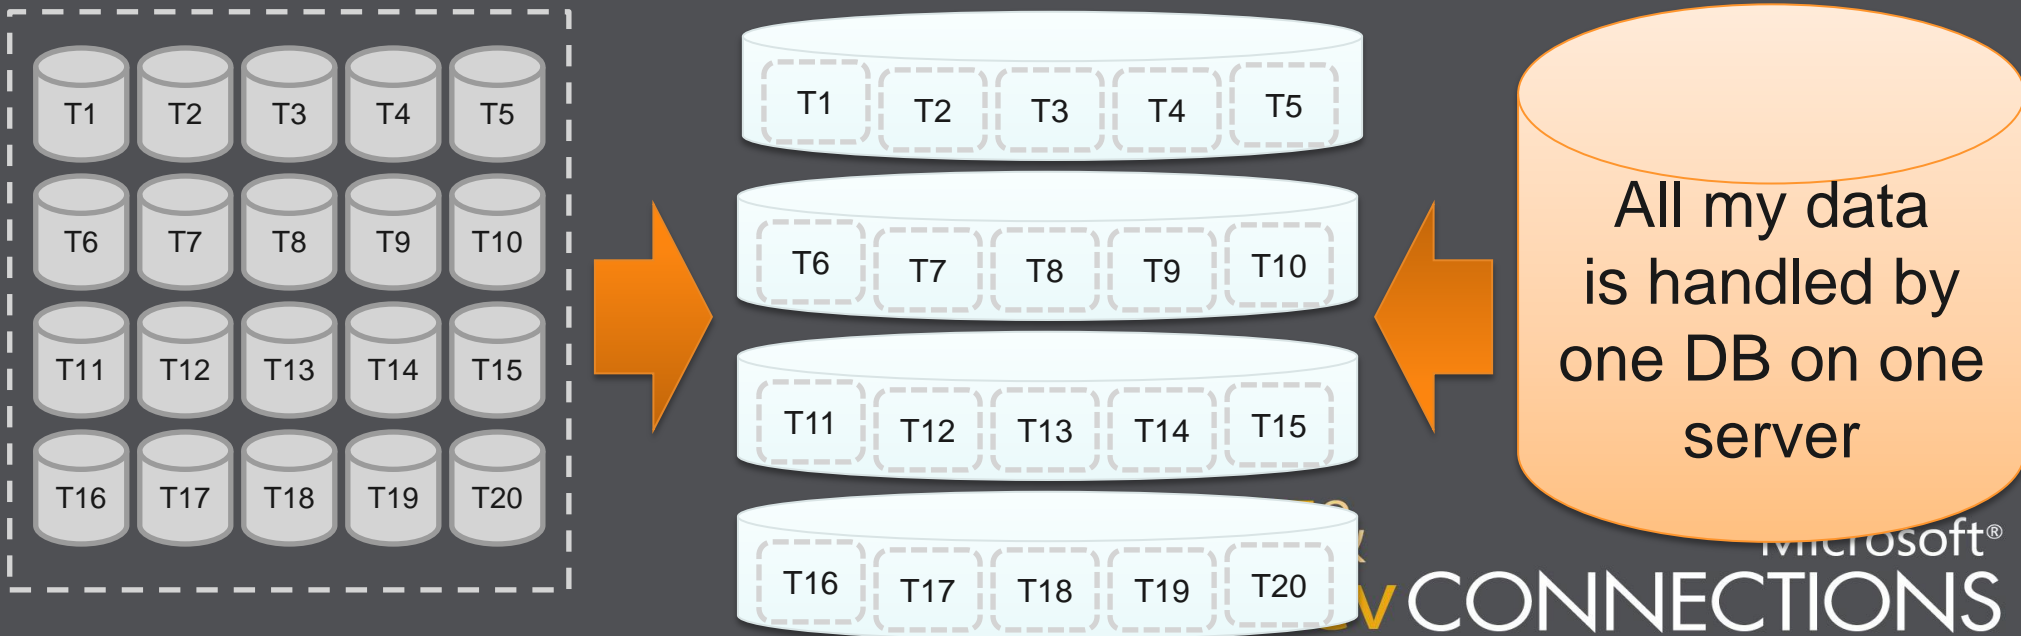 T1 T2 T3 T4 T5
T6 T7 T8 T9 T10
T11 T12 T13 T14 T15
T16 T17 T18 T19 T20
T1 T2 T3 T4 T5
T6 T7 T8 T9 T10
T11 T12 T13 T14 T15
T16 T17 T18 T19 T20
All my data
is handled by
one DB on one
server
Microsoft®
CONNECTIONS